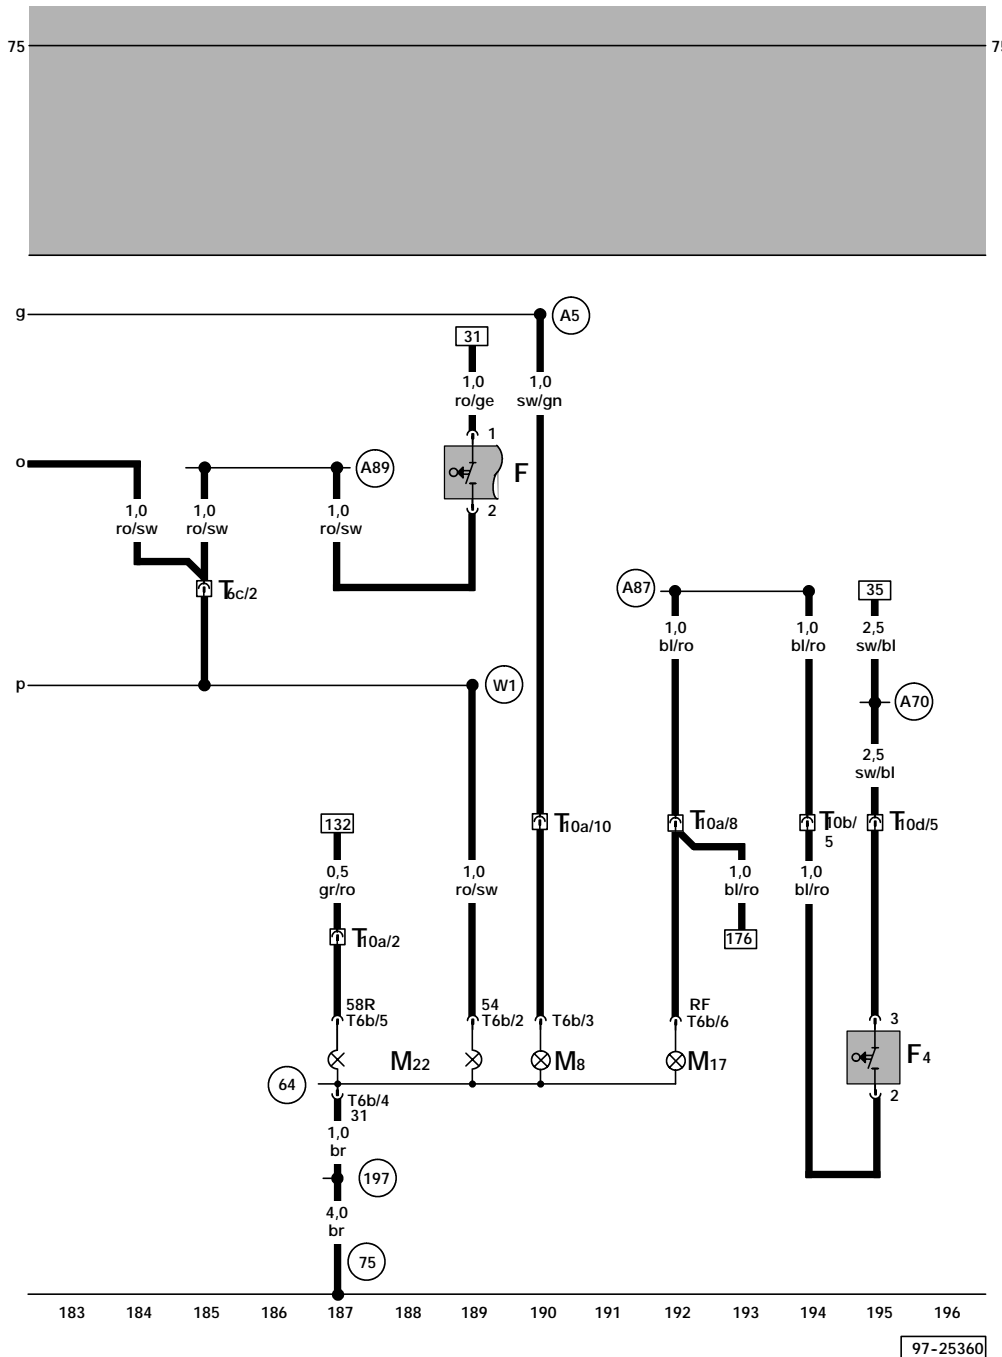 75
75
g
A5
31
1,0
ro/ge
1,0
sw/gn
1
F
2
o
A89
1,0
ro/sw
1,0
ro/sw
1,0
ro/sw
T6c/2
A87
35
1,0
bl/ro
1,0
bl/ro
2,5
sw/bl
p
W1
A70
2,5
sw/bl
132
T10a/10
T10a/8
T10b/
5
T10d/5
0,5
gr/ro
1,0
ro/sw
1,0
bl/ro
1,0
bl/ro
T10a/2
176
58R
T6b/5
54
T6b/2
T6b/3
RF
T6b/6
3
M22
M8
M17
F4
64
2
T6b/4
31
1,0
br
197
4,0
br
75
183 184 185 186 187 188 189 190 191 192 193 194 195 196
97-25360